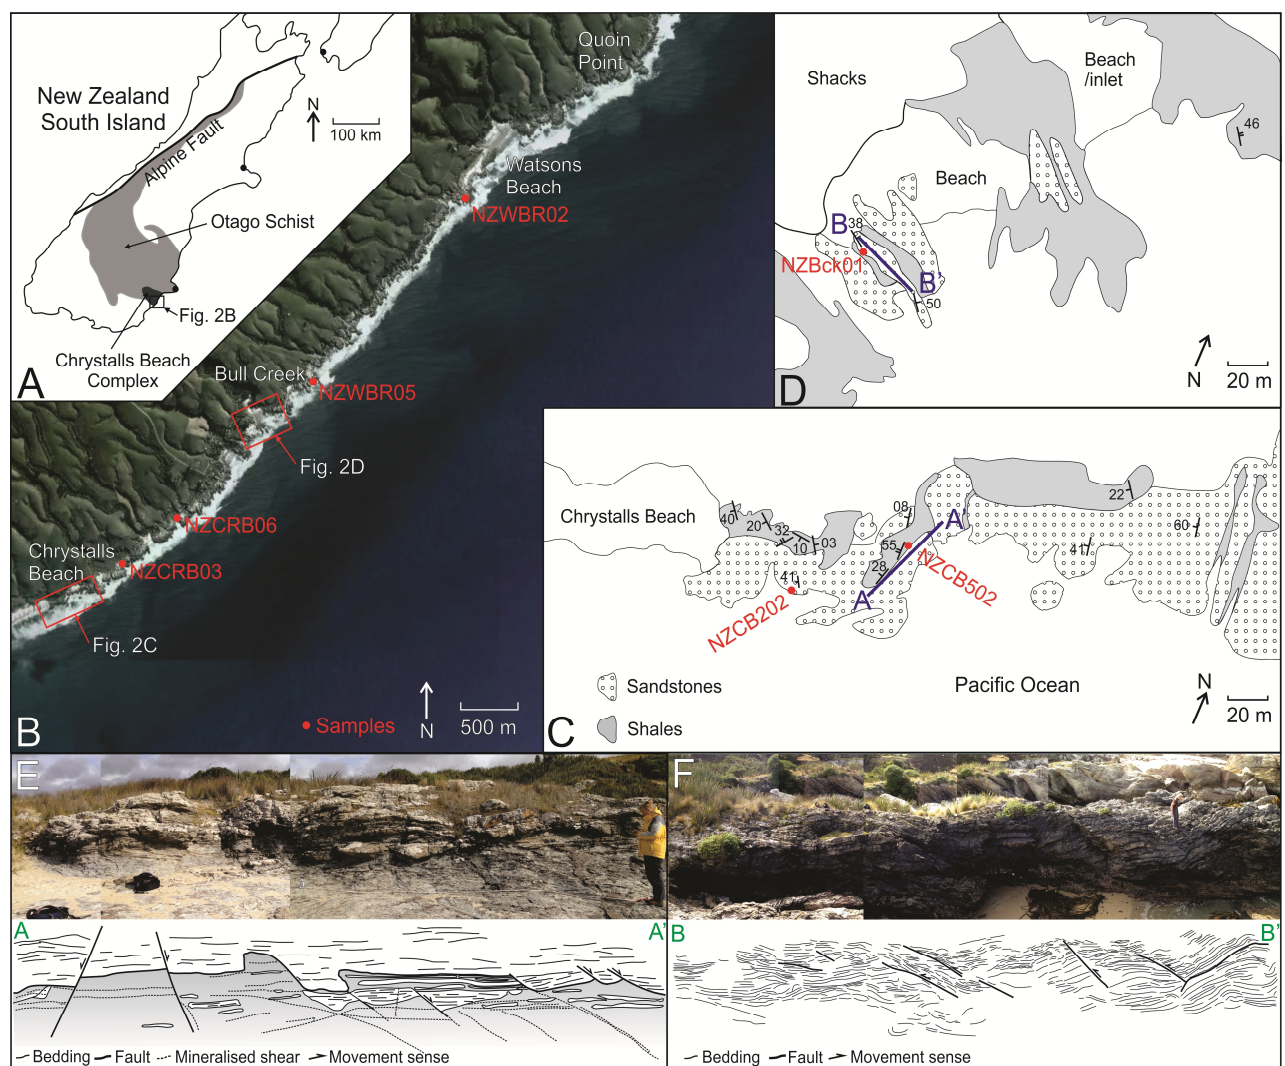 New Zealand
South Island
N
100 km
Alpine Fault
Otago Schist
Fig. 2B
Chrystalls Beach
Complex
A
Quoin
Point
Watsons
Beach
NZWBR02
Bull Creek
NZWBR05
Fig. 2D
NZCRB06
Chrystalls
Beach
NZCRB03
Fig. 2C
B
Samples
N
500 m
Shacks
Beach
/inlet
46
Beach
B
38
NZBck01
B'
50
N
20 m
D
Chrystalls Beach
40
20
32
10
03
08
A'
55
28
41
A
NZCB202
NZCB502
22
60
41
Sandstones
Shales
Pacific Ocean
N
20 m
C
E
A
A'
Bedding Fault Mineralised shear Movement sense
F
B
B'
Bedding Fault Movement sense